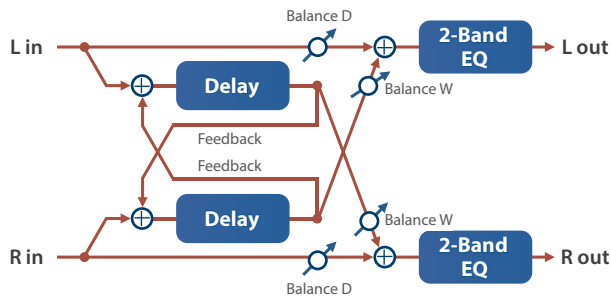 Balance D
L in
2-Band
EQ
L out
Delay
Balance W
Feedback
Feedback
Delay
Balance W
R in
2-Band
EQ
R out
Balance D